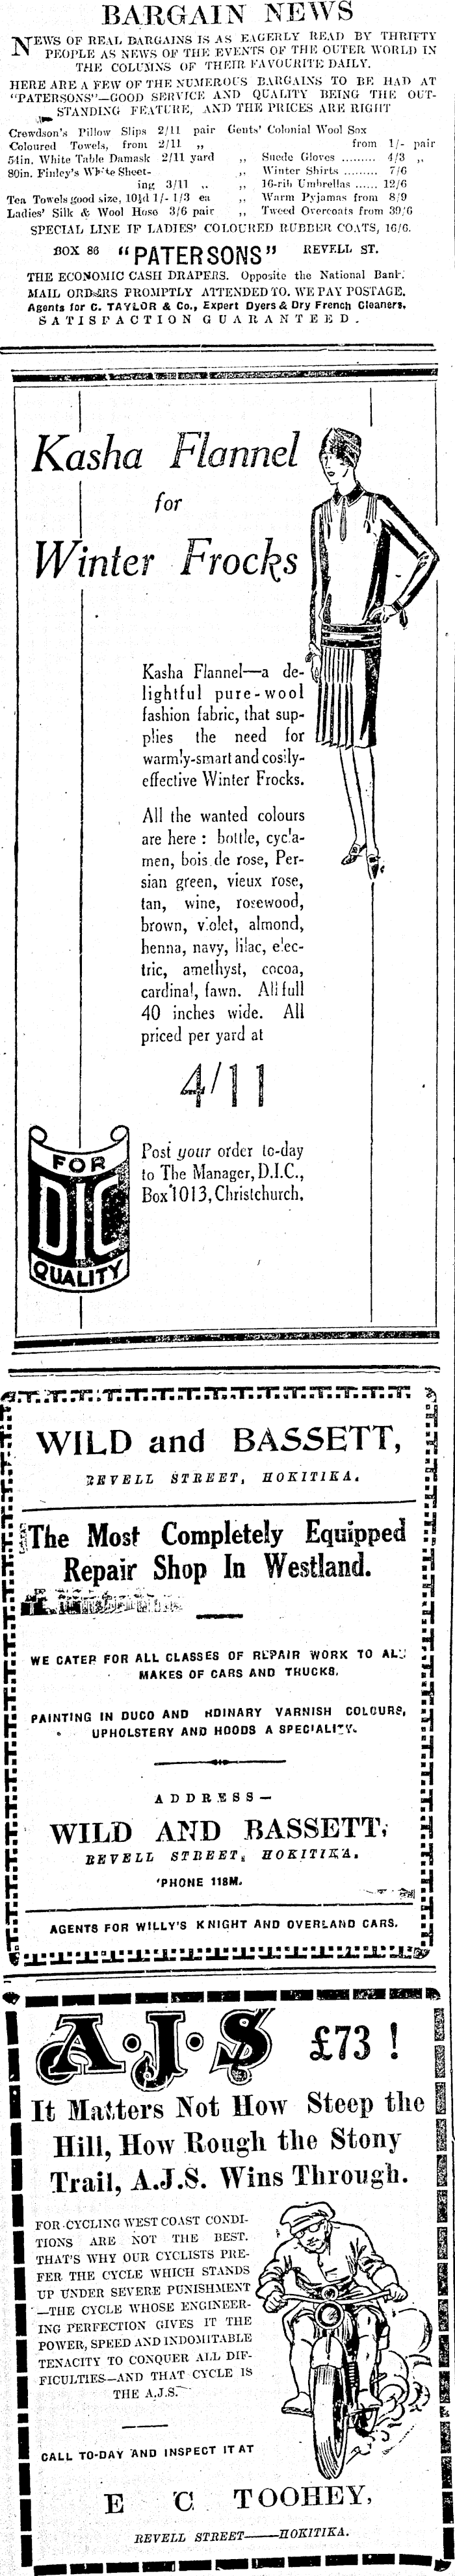 BARGAIN NEWS
NEWS OF REAL BARGAINS IS AS EAGERLY READ BY THRIFTY
PEOPLE AS NEWS OF THE EVENTS OF THE OUTER WORLD IN
THE COLUMNS OF THEIR FAVOURITE DAILY.
HERE ARE A FEW OF THE NUMEROUS BARGAINS TO BE HAD AT
"PATERSONS"—GOOD SERVICE AND QUALITY BEING THE OUT-
STANDING FEATURE, AND THE PRICES ARE RIGHT
Crewdson's Pillow Slips 2/11 pair
Coloured Towels, from 2/11 ,,
54in. White Table Damask 2/11 yard
80in. Finley's White Sheet-
ing 3/11 ,,
Tea Towels good size, 10½d 1/- 1/3 ea
Ladies' Silk & Wool Hose 3/6 pair
Gents' Colonial Wool Sox
from 1/- pair
,, Suede Gloves ......... 4/3 ,,
,, Winter Shirts ......... 7/6
,, 16-rib Umbrellas ...... 12/6
,, Warm Pyjamas from 8/9
,, Tweed Overcoats from 39/6
SPECIAL LINE IF LADIES' COLOURED RUBBER COATS, 16/6.
BOX 86 "PATERSONS" REVELL ST.
THE ECONOMIC CASH DRAPERS. Opposite the National Bank.
MAIL ORDERS PROMPTLY ATTENDED TO. WE PAY POSTAGE.
Agents for C. TAYLOR & Co., Expert Dyers & Dry French Cleaners.
SATISFACTION GUARANTEED.
Kasha Flannel
for
Winter Frocks
Kasha Flannel—a de-
lightful pure-wool
fashion fabric, that sup-
plies the need for
warmly-smart and cosily-
effective Winter Frocks.
All the wanted colours
are here : bottle, cycla-
men, bois de rose, Per-
sian green, vieux rose,
tan, wine, rosewood,
brown, violet, almond,
henna, navy, lilac, elec-
tric, amethyst, cocoa,
cardinal, fawn. All full
40 inches wide. All
priced per yard at
4/11
FOR
DIC
QUALITY
Post your order to-day
to The Manager, D.I.C.,
Box 1013, Christchurch.
WILD and BASSETT,
REVELL STREET, HOKITIKA.
The Most Completely Equipped
Repair Shop In Westland.
WE CATER FOR ALL CLASSES OF REPAIR WORK TO ALL
MAKES OF CARS AND TRUCKS.
PAINTING IN DUCO AND RDINARY VARNISH COLOURS,
UPHOLSTERY AND HOODS A SPECIALITY.
ADDRESS—
WILD AND BASSETT,
REVELL STREET, HOKITIKA.
'PHONE 118M.
AGENTS FOR WILLY'S KNIGHT AND OVERLAND CARS.
A.J.S £73 !
It Matters Not How Steep the
Hill, How Rough the Stony
Trail, A.J.S. Wins Through.
FOR CYCLING WEST COAST CONDI-
TIONS ARE NOT THE BEST.
THAT'S WHY OUR CYCLISTS PRE-
FER THE CYCLE WHICH STANDS
UP UNDER SEVERE PUNISHMENT
—THE CYCLE WHOSE ENGINEER-
ING PERFECTION GIVES IT THE
POWER, SPEED AND INDOMITABLE
TENACITY TO CONQUER ALL DIF-
FICULTIES—AND THAT CYCLE IS
THE A.J.S.
CALL TO-DAY AND INSPECT IT AT
E C TOOHEY,
REVELL STREET——HOKITIKA.